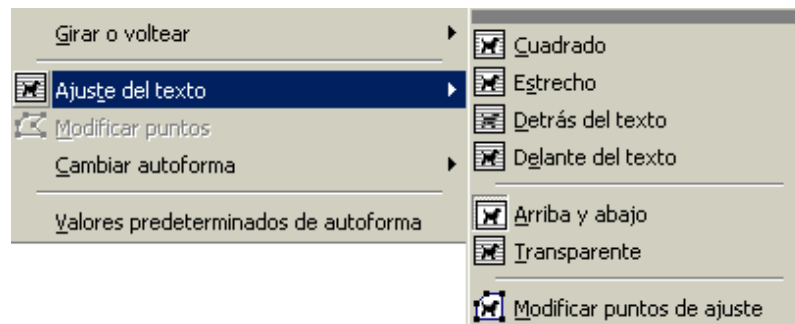 Girar o voltear
Ajuste del texto
Modificar puntos
Cambiar autoforma
Valores predeterminados de autoforma
Cuadrado
Estrecho
Detrás del texto
Delante del texto
Arriba y abajo
Transparente
Modificar puntos de ajuste